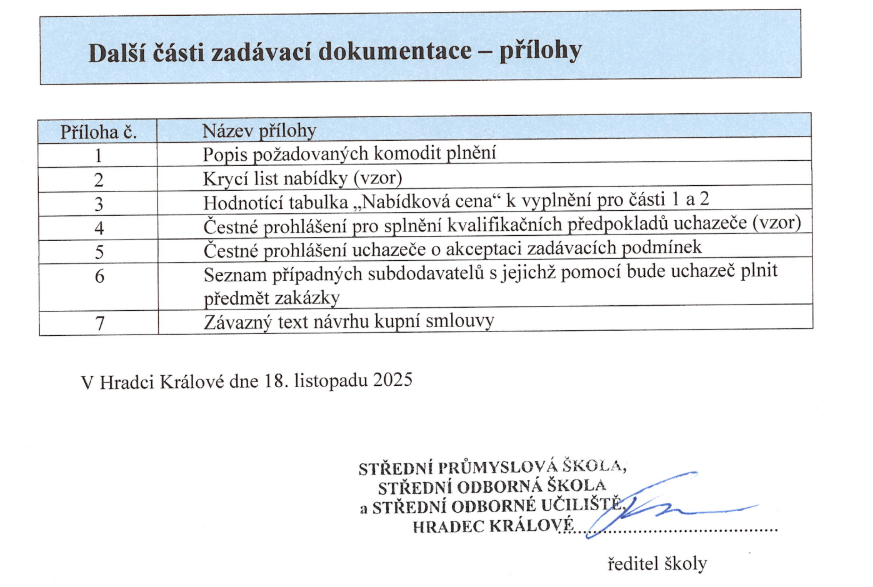 Další části zadávací dokumentace – přílohy
Příloha č. Název přílohy
1 Popis požadovaných komodit plnění
2 Krycí list nabídky (vzor)
3 Hodnotící tabulka „Nabídková cena“ k vyplnění pro části 1 a 2
4 Čestné prohlášení pro splnění kvalifikačních předpokladů uchazeče (vzor)
5 Čestné prohlášení uchazeče o akceptaci zadávacích podmínek
6 Seznam případných subdodavatelů s jejichž pomocí bude uchazeč plnit
předmět zakázky
7 Závazný text návrhu kupní smlouvy
V Hradci Králové dne 18. listopadu 2025
STŘEDNÍ PRŮMYSLOVÁ ŠKOLA,
STŘEDNÍ ODBORNÁ ŠKOLA
a STŘEDNÍ ODBORNÉ UČILIŠTĚ,
HRADEC KRÁLOVÉ
ředitel školy